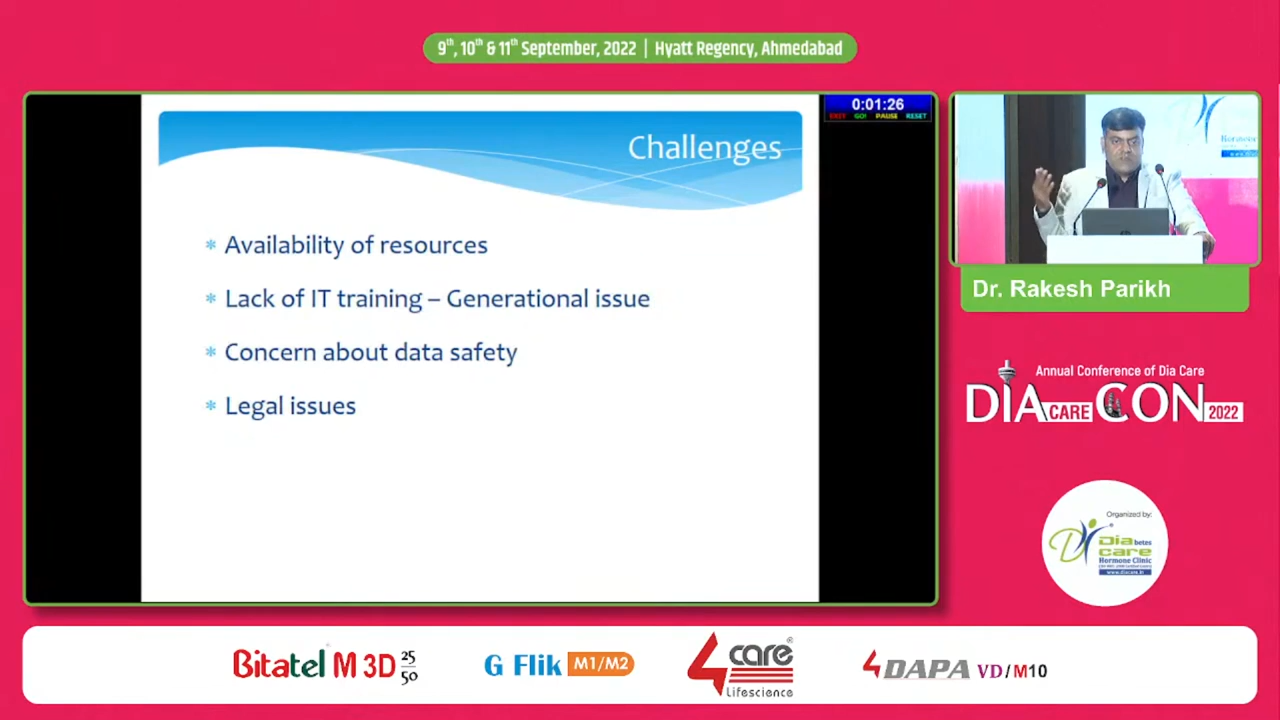 9th, 10th & 11th September, 2022 | Hyatt Regency, Ahmedabad
0:01:26
EXIT GO! PAUSE RESET
Challenges
* Availability of resources
* Lack of IT training – Generational issue
* Concern about data safety
* Legal issues
Dr. Rakesh Parikh
Annual Conference of Dia Care
DIA CARE CON 2022
Organized by:
Diabetes
care
Hormone Clinic
www.diacare.in
Bitatel® M 3D 25/50
G Flik M1/M2
4care®
Lifescience
4DAPA VD/M10